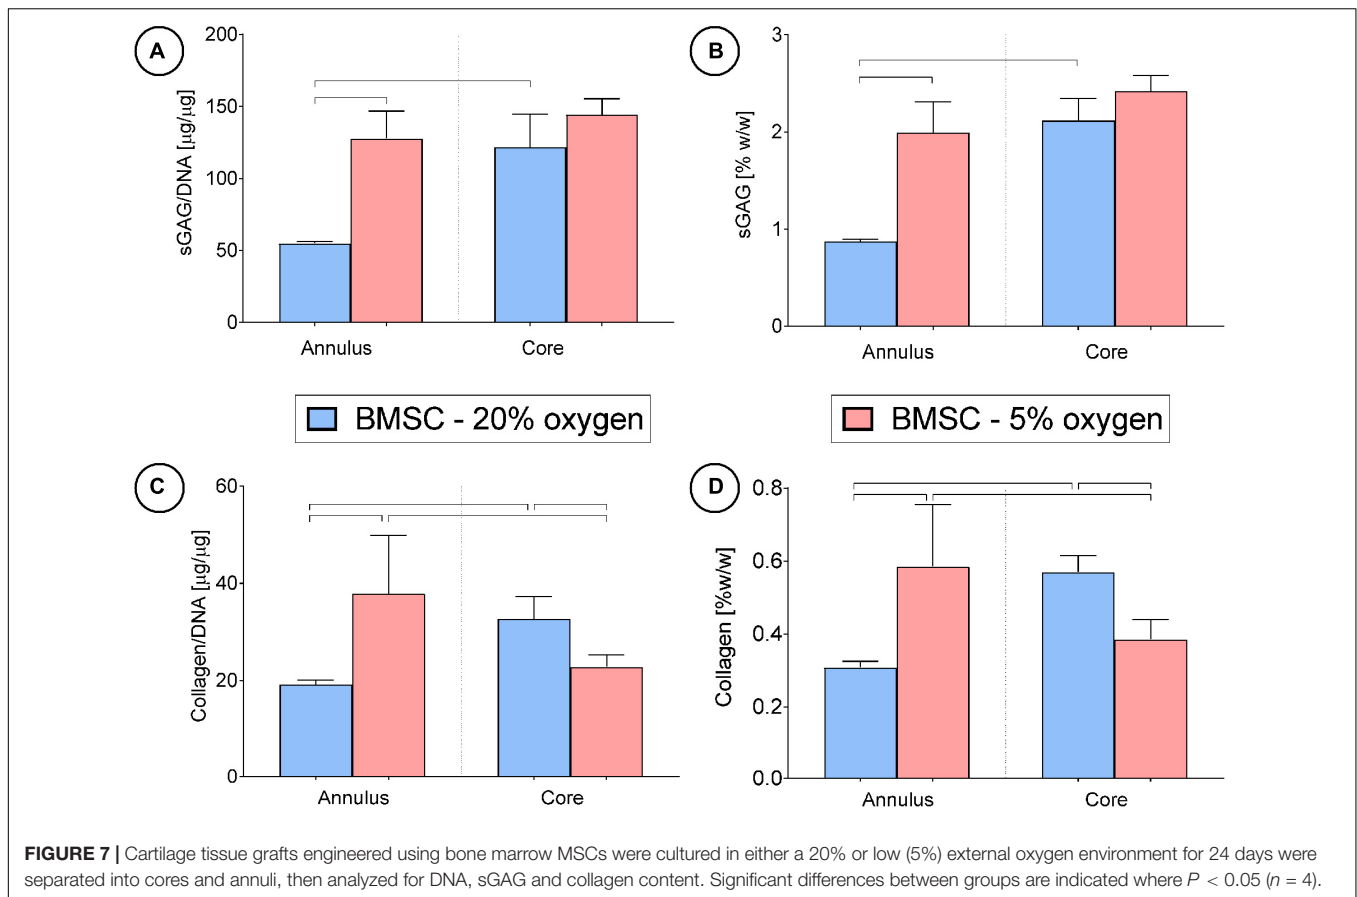 A
200
150
100
50
0
sGAG/DNA [µg/µg]
Annulus
Core
B
3
2
1
0
sGAG [% w/w]
Annulus
Core
BMSC - 20% oxygen
BMSC - 5% oxygen
C
60
40
20
0
Collagen/DNA [µg/µg]
Annulus
Core
D
0.8
0.6
0.4
0.2
0.0
Collagen [%w/w]
Annulus
Core
FIGURE 7 | Cartilage tissue grafts engineered using bone marrow MSCs were cultured in either a 20% or low (5%) external oxygen environment for 24 days were
separated into cores and annuli, then analyzed for DNA, sGAG and collagen content. Significant differences between groups are indicated where P < 0.05 (n = 4).